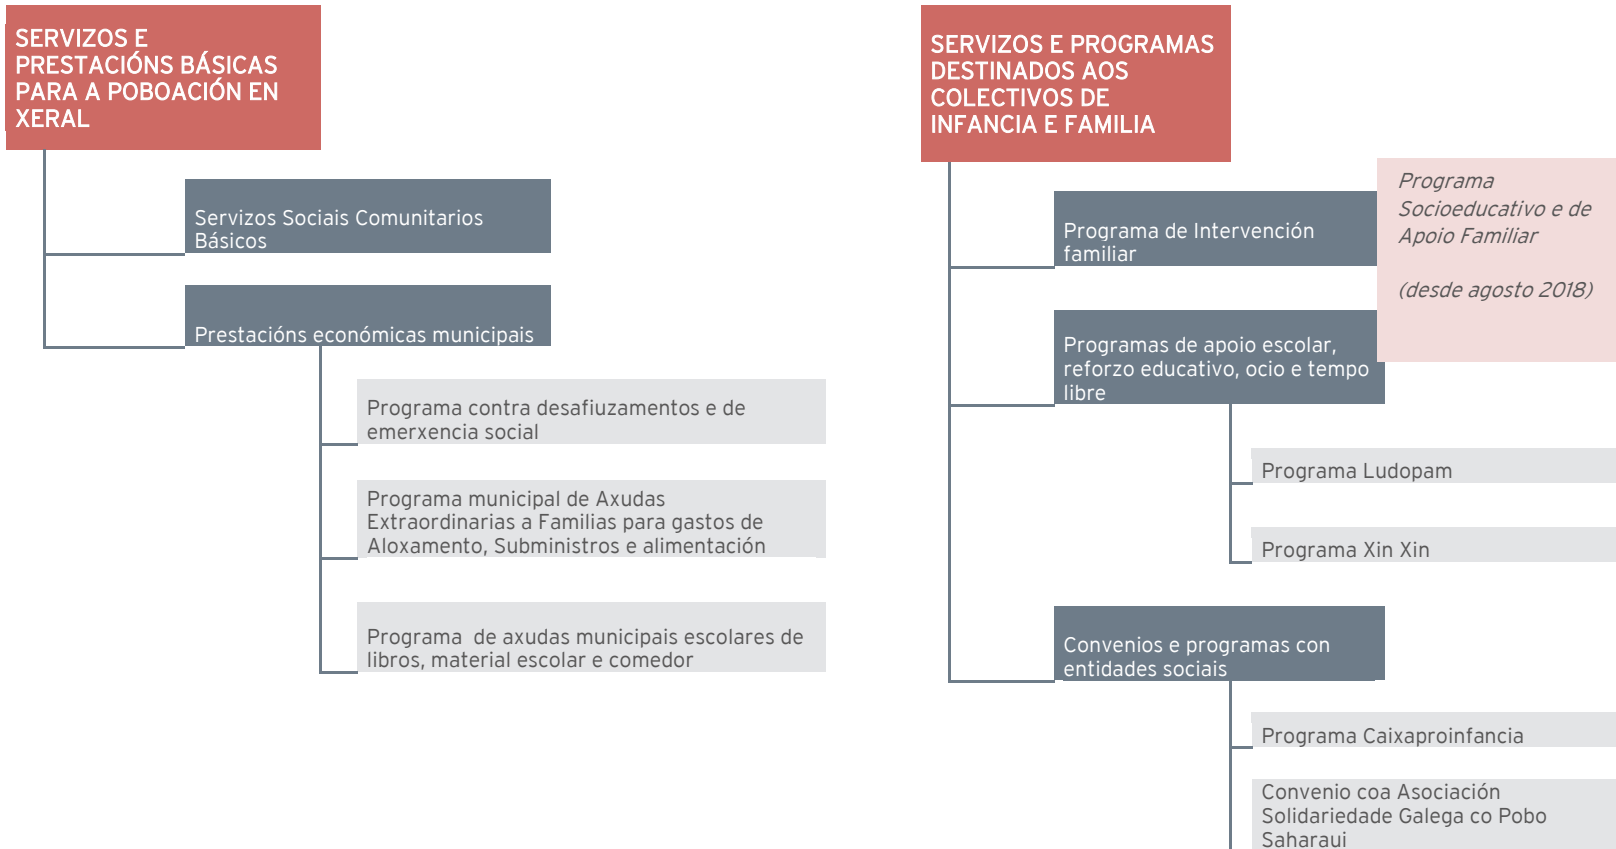 SERVIZOS E
PRESTACIÓNS BÁSICAS
PARA A POBOACIÓN EN
XERAL
Servizos Sociais Comunitarios
Básicos
Prestacións económicas municipais
Programa contra desafiuzamentos e de
emerxencia social
Programa municipal de Axudas
Extraordinarias a Familias para gastos de
Aloxamento, Subministros e alimentación
Programa  de axudas municipais escolares de
libros, material escolar e comedor
SERVIZOS E PROGRAMAS
DESTINADOS AOS
COLECTIVOS DE
INFANCIA E FAMILIA
Programa de Intervención
familiar
Programa
Socioeducativo e de
Apoio Familiar
(desde agosto 2018)
Programas de apoio escolar,
reforzo educativo, ocio e tempo
libre
Programa Ludopam
Programa Xin Xin
Convenios e programas con
entidades sociais
Programa Caixaproinfancia
Convenio coa Asociación
Solidariedade Galega co Pobo
Saharaui